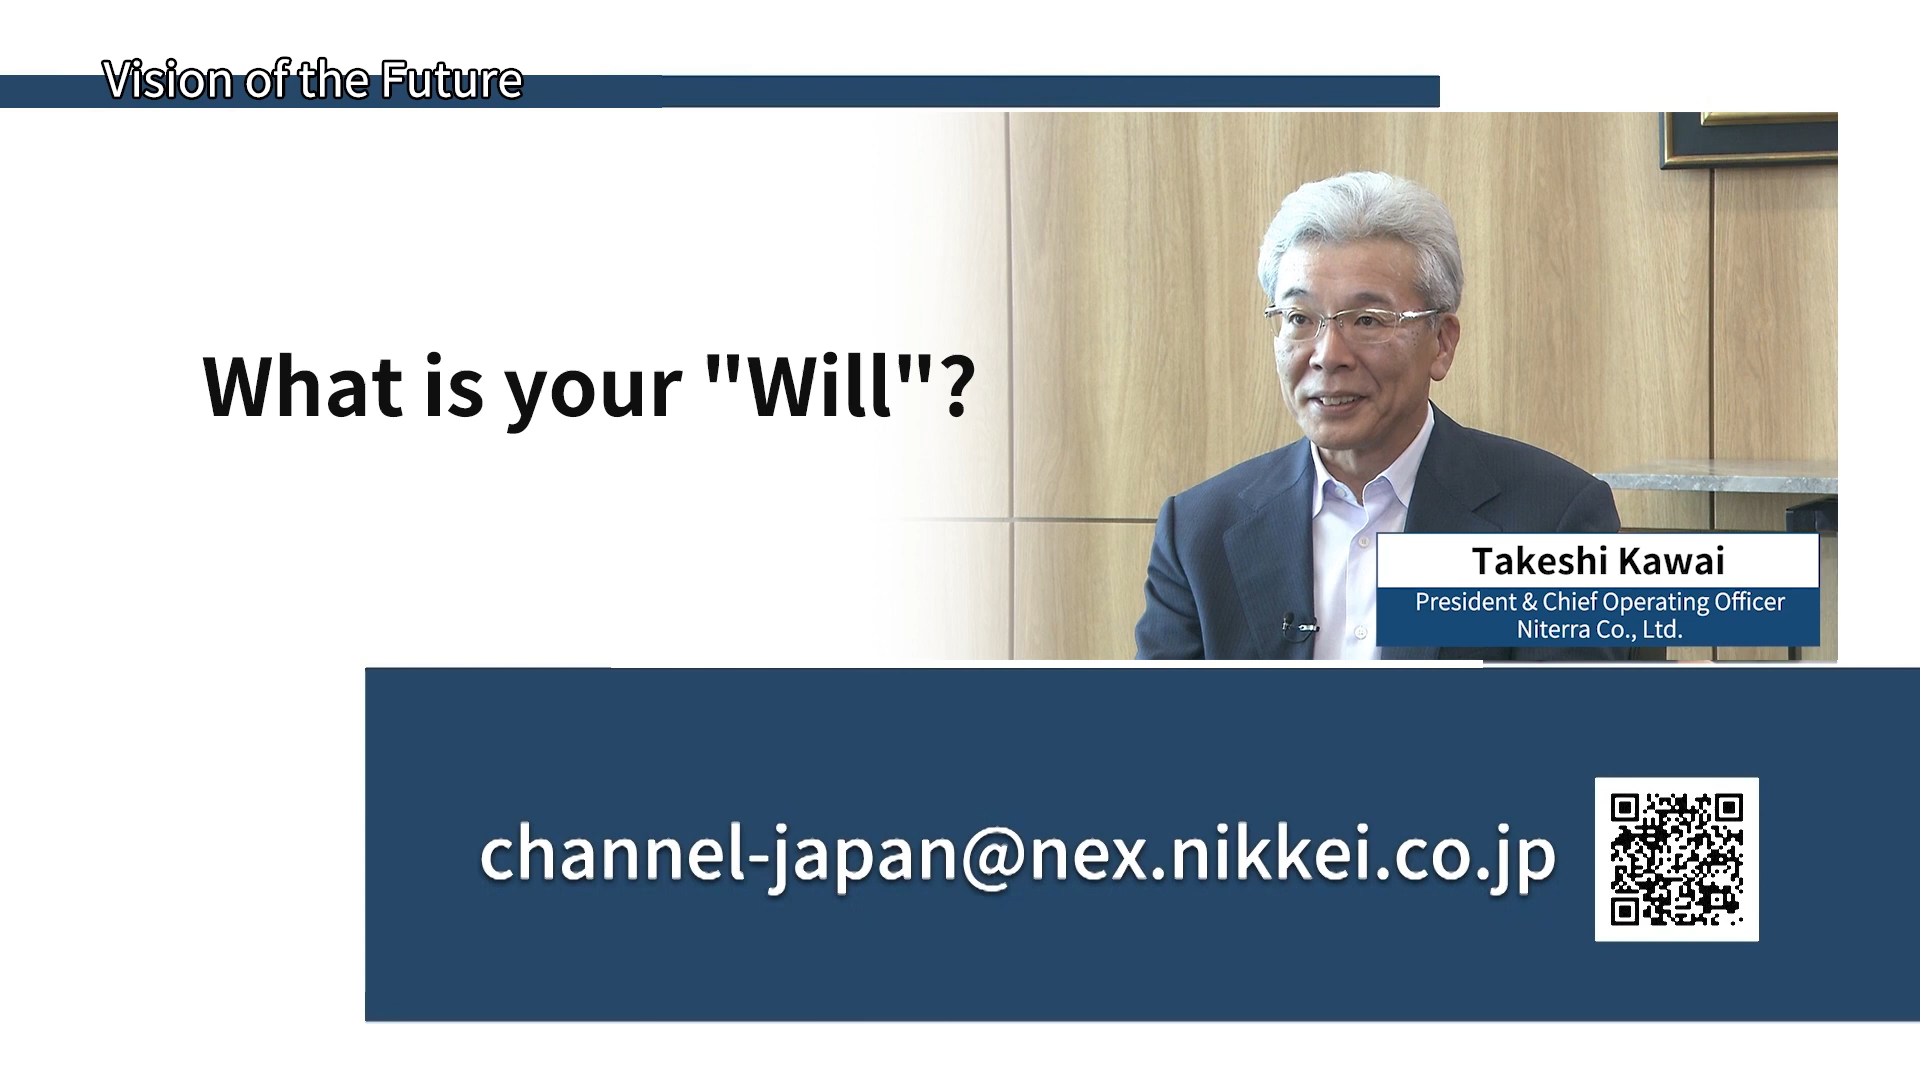 Vision of the Future
What is your "Will"?
Takeshi Kawai
President & Chief Operating Officer
Niterra Co., Ltd.
channel-japan@nex.nikkei.co.jp